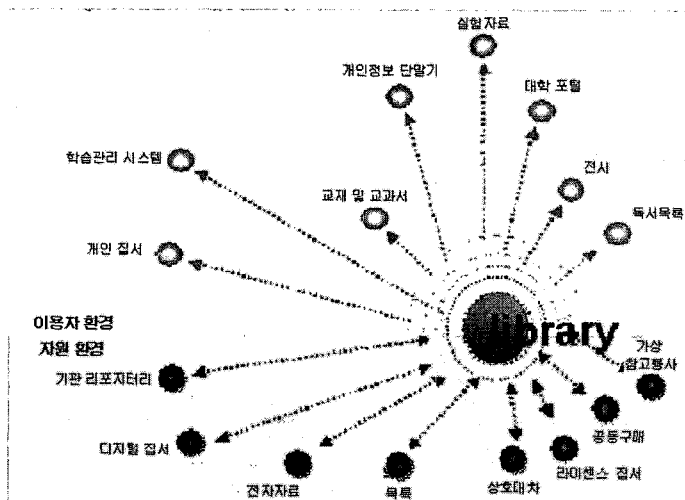 실험자료
개인정보 단말기
대학 포털
학습관리 시스템
전시
교재 및 교과서
독서목록
개인 집서
이용자 환경
library
자원 환경
가상
참고봉사
기관 리포지터리
공동구매
디지털 집서
라이센스 집서
전자자료
목록
상호대차